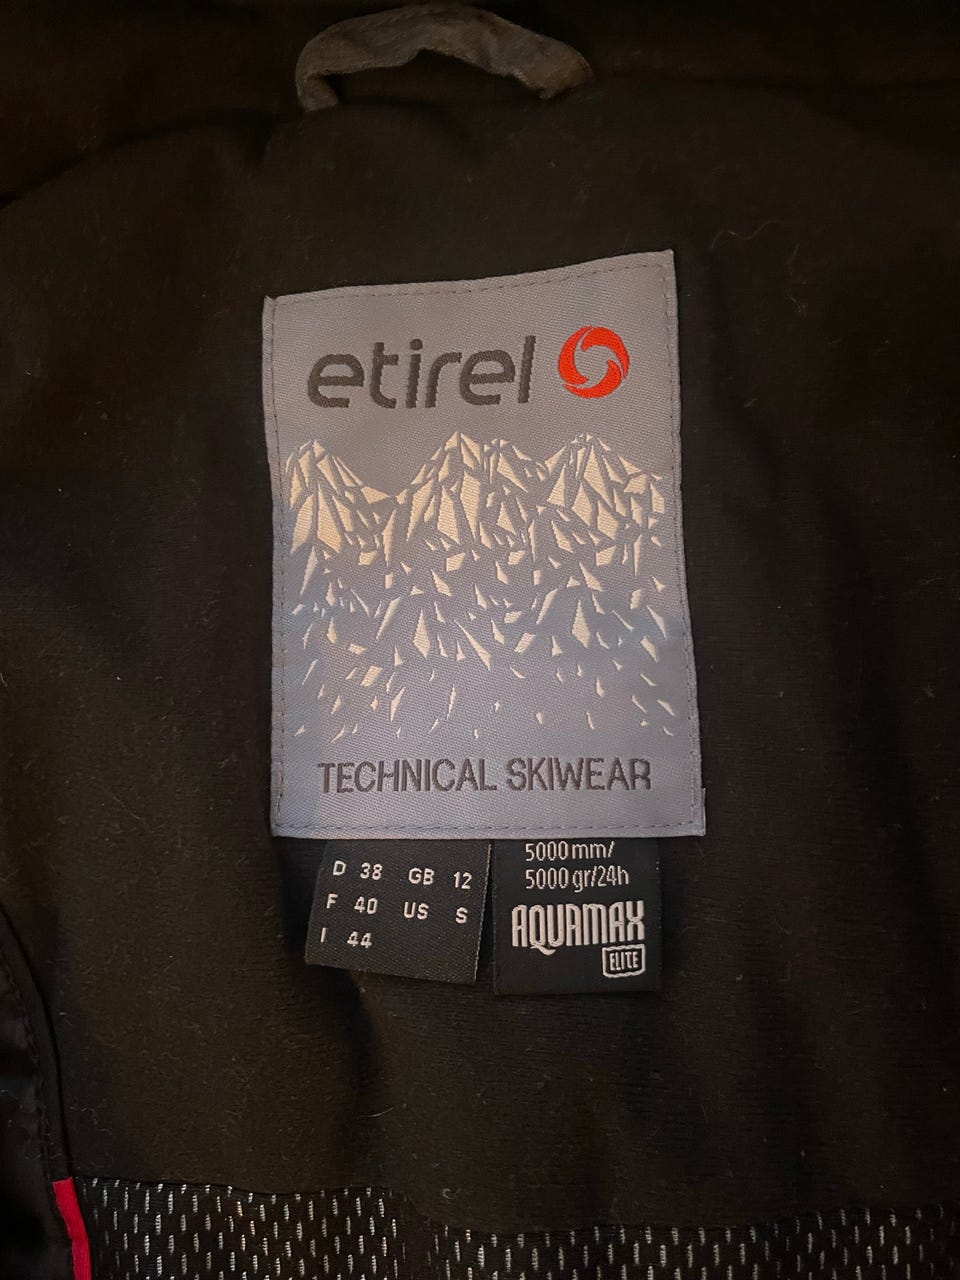 etirel
TECHNICAL SKIWEAR
D 38 GB 12
F 40 US S
I 44
5000mm/
5000gr/24h
AQUAMAX
ELITE